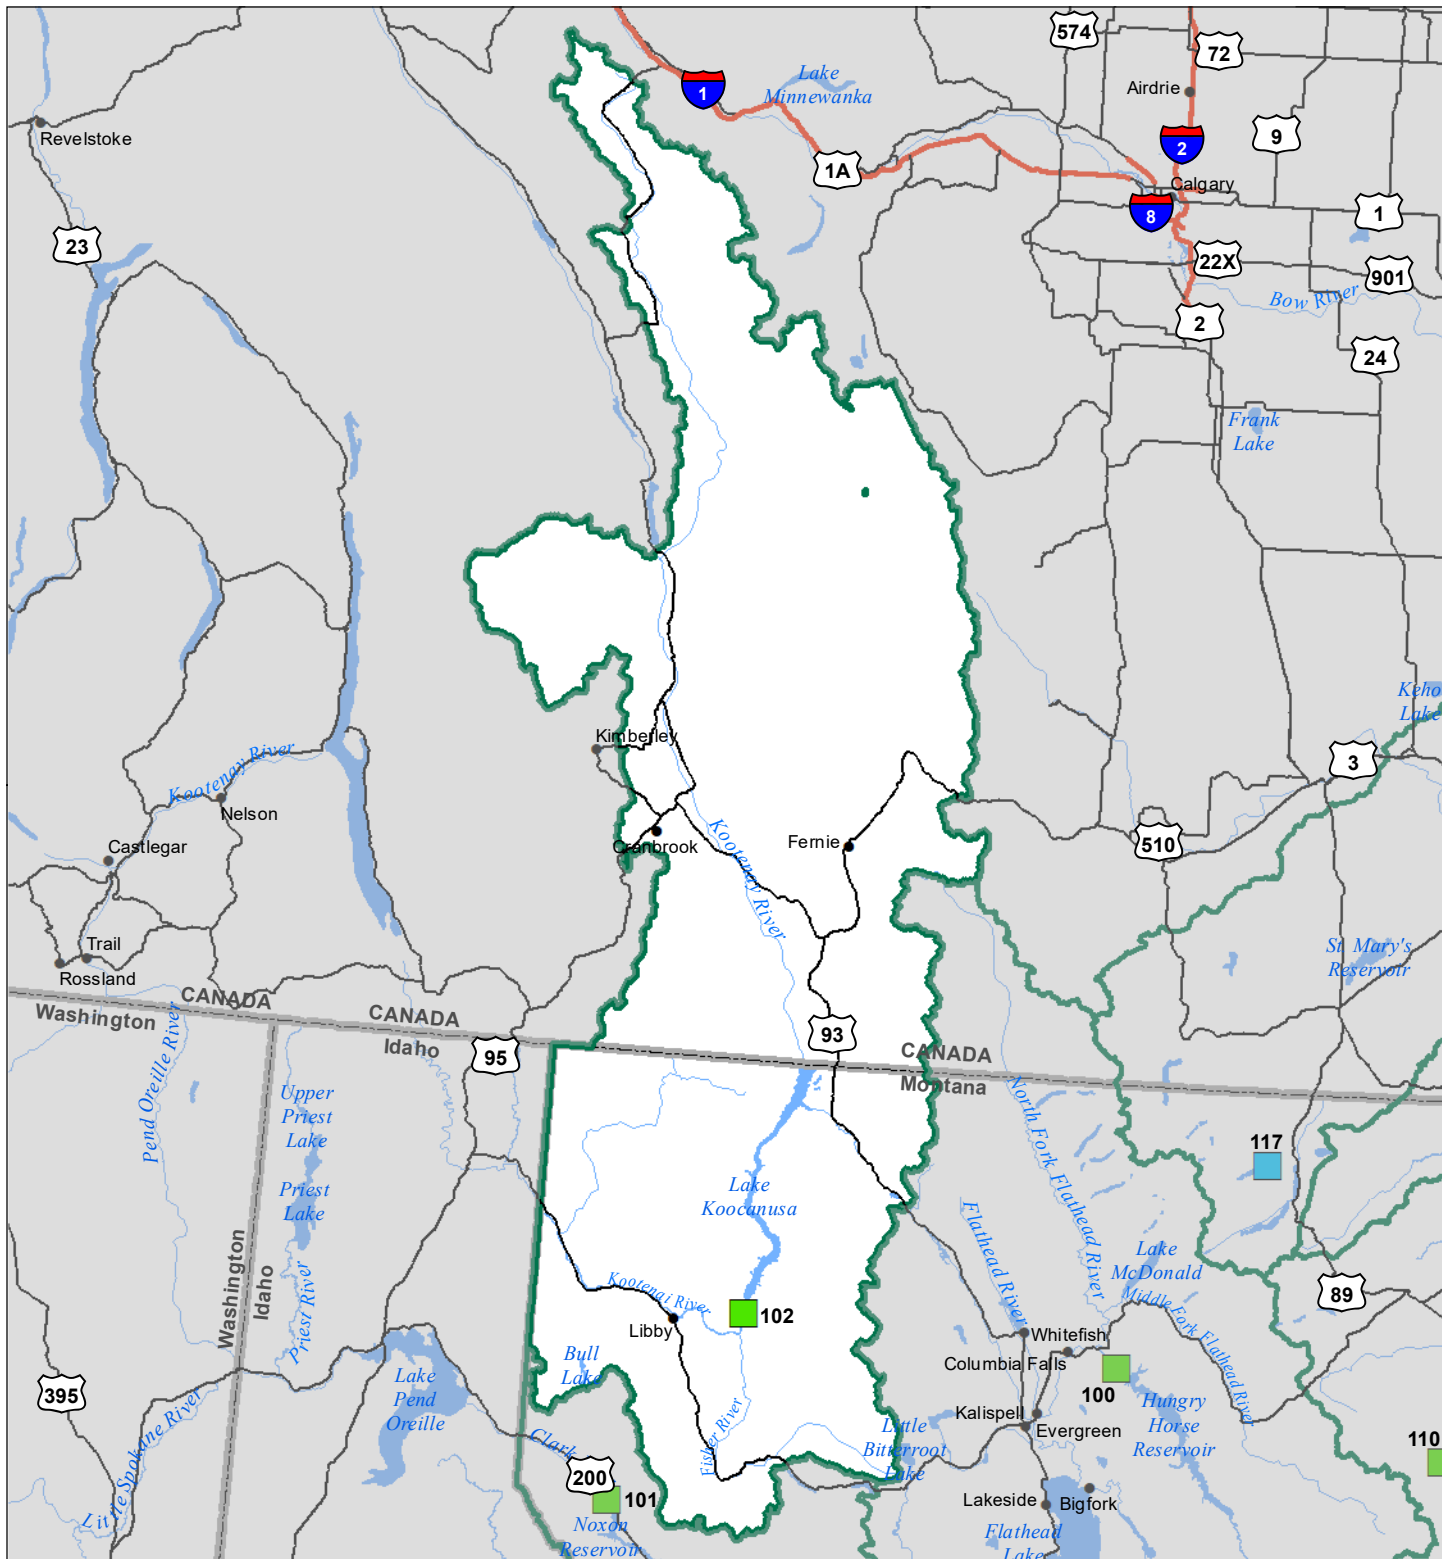 574
72
1
Lake
Minnewanka
Airdrie
Revelstoke
9
2
1A
Calgary
8
1
23
22X
901
Bow River
2
24
Frank
Lake
Keho
Lake
Kimberley
Kootenay River
3
Nelson
Castlegar
Cranbrook
Kootenay River
Fernie
510
Trail
Rossland
St. Mary's
Reservoir
CANADA
Washington
CANADA
Idaho
95
93
CANADA
Montana
Pend Oreille River
Upper
Priest
Lake
North Fork Flathead River
117
Priest
Lake
Lake
Koocanusa
Flathead River
Washington
Idaho
Priest River
Lake
McDonald
Middle Fork Flathead River
89
Kootenai River
102
Libby
Whitefish
Columbia Falls
100
Bull
Lake
395
Lake
Pend
Oreille
Hungry
Horse
Reservoir
Kalispell
Evergreen
Little Spokane River
Clark
Fisher River
Little
Bitterroot
Lake
110
200
101
Lakeside
Bigfork
Noxon
Reservoir
Flathead
Lake